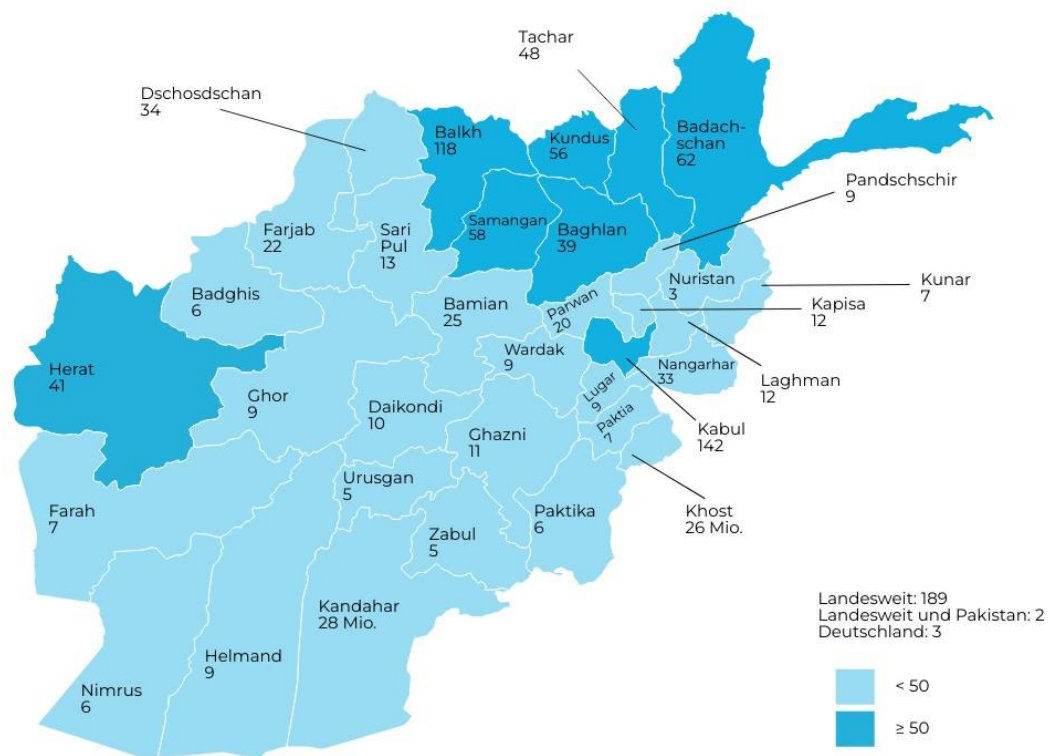 Tachar
48
Dschosdschan
34
Balkh
118
Kundus
56
Badach-
schan
62
Pandschschir
9
Samangan
58
Baghlan
39
Farjab
22
Sari
Pul
13
Nuristan
3
Kunar
7
Badghis
6
Bamian
25
Parwan
20
Kapisa
12
Herat
41
Wardak
9
Nangarhar
33
Laghman
12
Ghor
9
Daikondi
10
Lugar
9
Kabul
142
Ghazni
11
Paktia
7
Urusgan
5
Khost
26 Mio.
Farah
7
Zabul
5
Paktika
6
Kandahar
28 Mio.
Helmand
9
Nimrus
6
Landesweit: 189
Landesweit und Pakistan: 2
Deutschland: 3
< 50
≥ 50